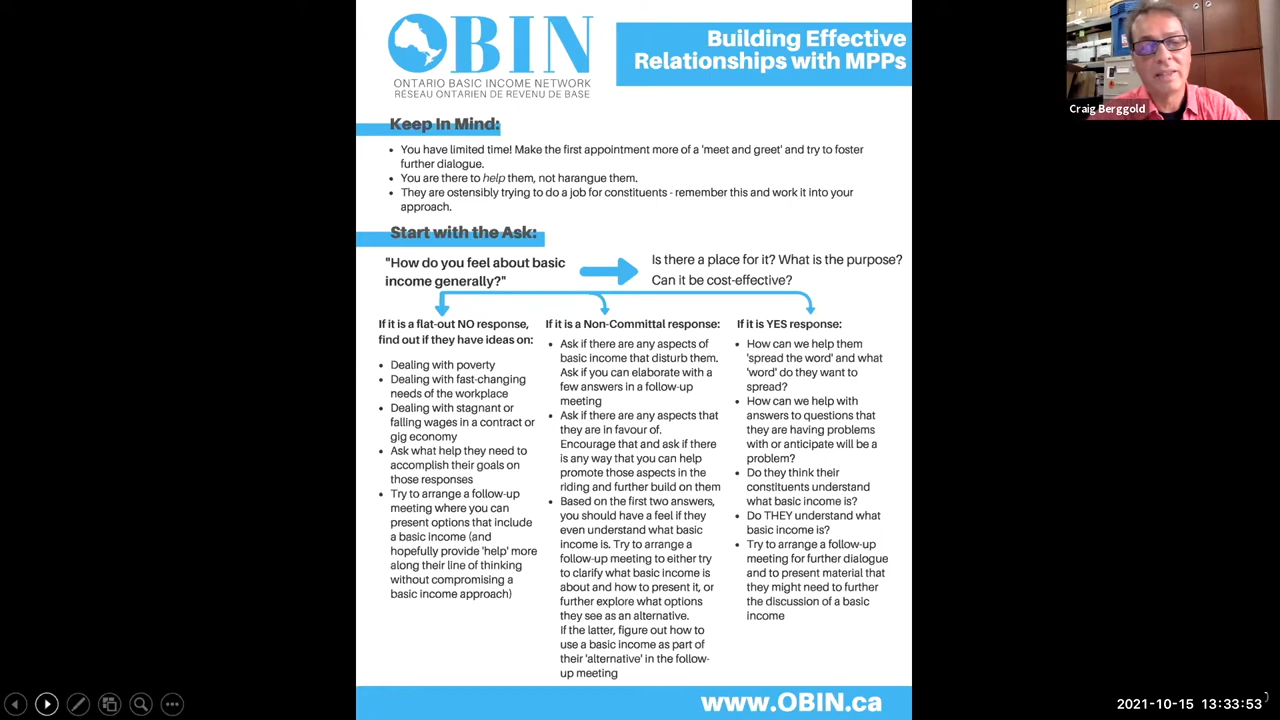 OBIN
ONTARIO BASIC INCOME NETWORK
RÉSEAU ONTARIEN DE REVENU DE BASE
Building Effective
Relationships with MPPs
Craig Berggold
Keep In Mind:
• You have limited time! Make the first appointment more of a 'meet and greet' and try to foster
further dialogue.
• You are there to help them, not harangue them.
• They are ostensibly trying to do a job for constituents - remember this and work it into your
approach.
Start with the Ask:
"How do you feel about basic
income generally?"
Is there a place for it? What is the purpose?
Can it be cost-effective?
If it is a flat-out NO response,
find out if they have ideas on:
• Dealing with poverty
• Dealing with fast-changing
needs of the workplace
• Dealing with stagnant or
falling wages in a contract or
gig economy
• Ask what help they need to
accomplish their goals on
those responses
• Try to arrange a follow-up
meeting where you can
present options that include
a basic income (and
hopefully provide 'help' more
along their line of thinking
without compromising a
basic income approach)
If it is a Non-Committal response:
• Ask if there are any aspects of
basic income that disturb them.
Ask if you can elaborate with a
few answers in a follow-up
meeting
• Ask if there are any aspects that
they are in favour of.
Encourage that and ask if there
is any way that you can help
promote those aspects in the
riding and further build on them
• Based on the first two answers,
you should have a feel if they
even understand what basic
income is. Try to arrange a
follow-up meeting to either try
to clarify what basic income is
about and how to present it, or
further explore what options
they see as an alternative.
If the latter, figure out how to
use a basic income as part of
their 'alternative' in the follow-
up meeting
If it is YES response:
• How can we help them
'spread the word' and what
'word' do they want to
spread?
• How can we help with
answers to questions that
they are having problems
with or anticipate will be a
problem?
• Do they think their
constituents understand
what basic income is?
• Do THEY understand what
basic income is?
• Try to arrange a follow-up
meeting for further dialogue
and to present material that
they might need to further
the discussion of a basic
income
www.OBIN.ca
2021-10-15 13:33:53